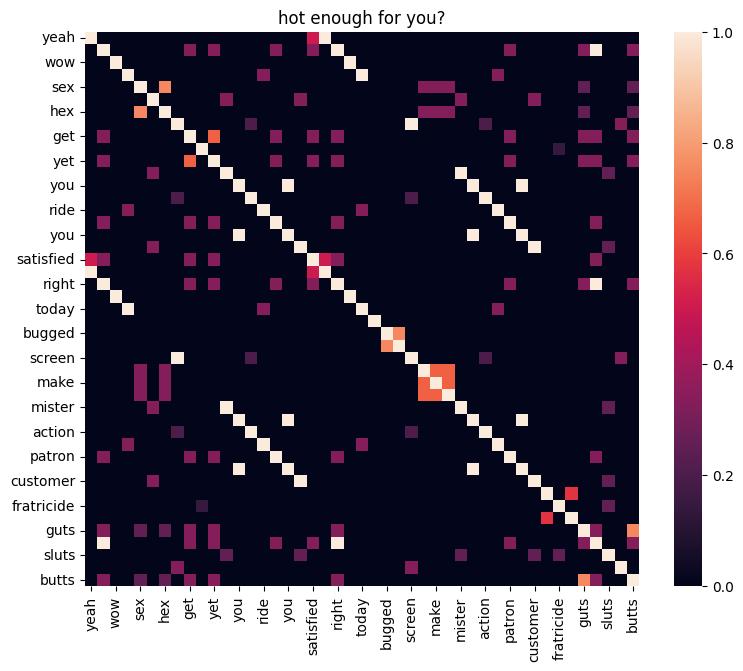 hot enough for you?
yeah
wow
sex
hex
get
yet
you
ride
you
satisfied
right
today
bugged
screen
make
mister
action
patron
customer
fratricide
guts
sluts
butts
1.0
0.8
0.6
0.4
0.2
0.0
yeah
wow
sex
hex
get
yet
you
ride
you
satisfied
right
today
bugged
screen
make
mister
action
patron
customer
fratricide
guts
sluts
butts